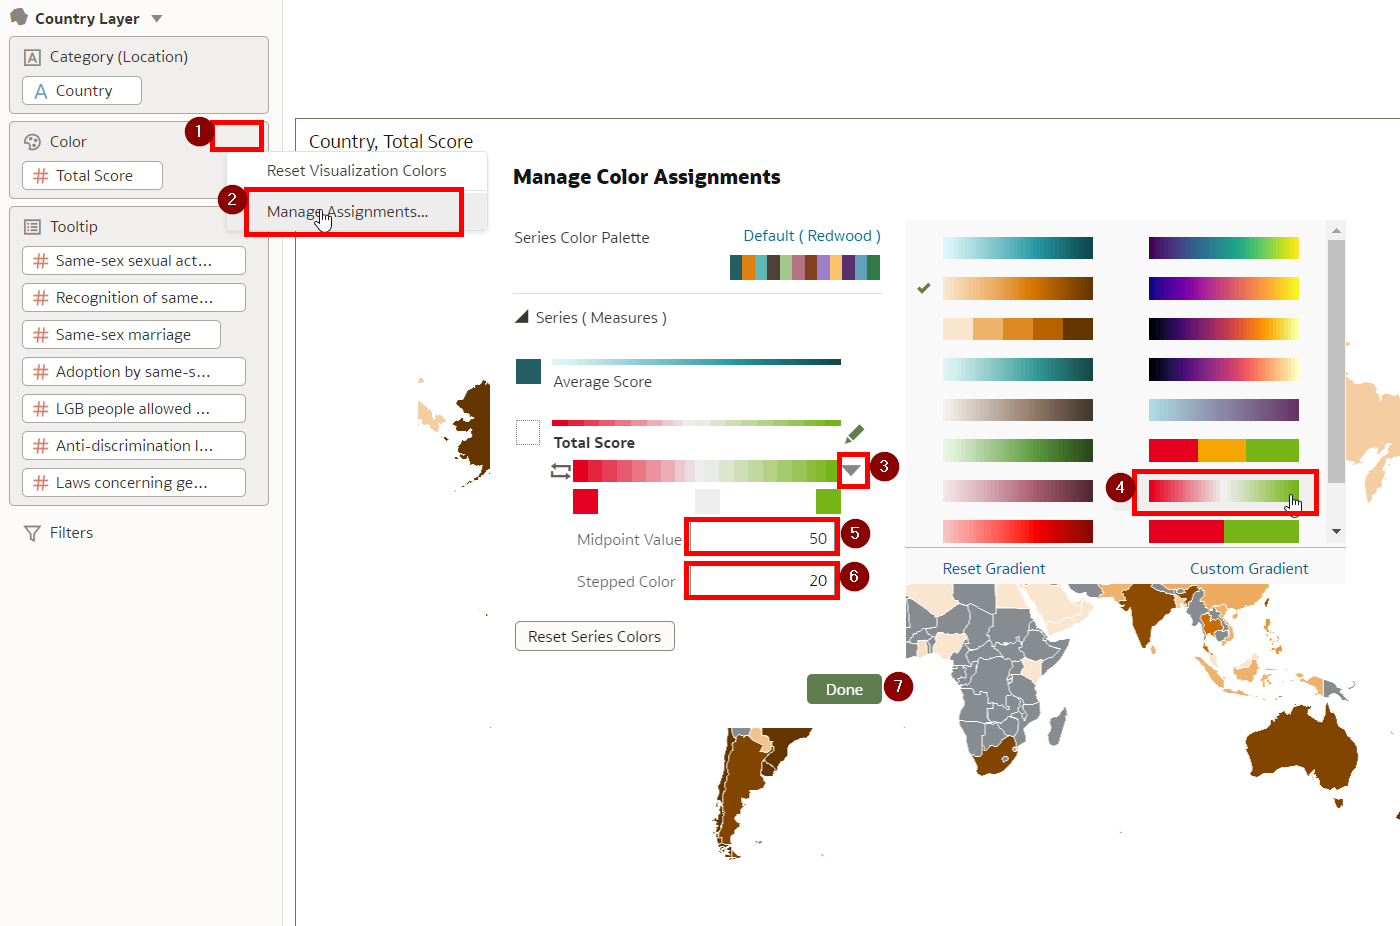 Country Layer
A Category (Location)
A Country
1
Color
# Total Score
Reset Visualization Colors
2
Manage Assignments...
Tooltip
# Same-sex sexual act...
# Recognition of same...
# Same-sex marriage
# Adoption by same-s...
# LGB people allowed ...
# Anti-discrimination l...
# Laws concerning ge...
Filters
Country, Total Score
Manage Color Assignments
Series Color Palette
Default ( Redwood )
Series ( Measures )
Average Score
Total Score
3
4
Midpoint Value 50
5
Stepped Color 20
6
Reset Series Colors
Done
7
Reset Gradient
Custom Gradient